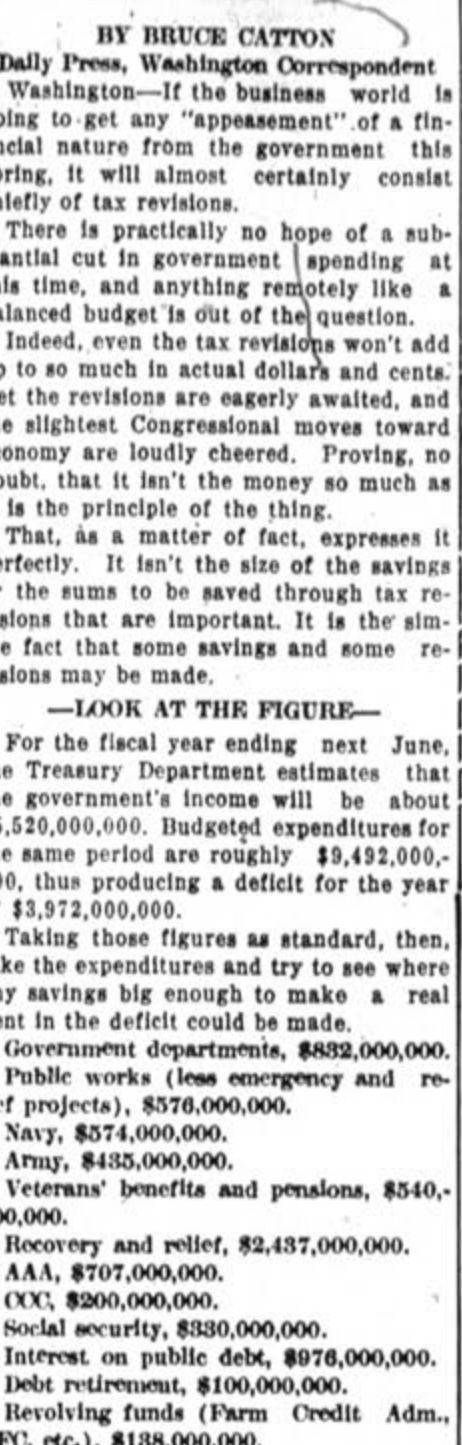 BY BRUCE CATTON
Daily Press, Washington Correspondent
Washington—If the business world is
oing to get any "appeasement" of a fin-
ncial nature from the government this
pring, it will almost certainly consist
hiefly of tax revisions.
There is practically no hope of a sub-
tantial cut in government spending at
his time, and anything remotely like a
alanced budget is out of the question.
Indeed, even the tax revisions won't add
p to so much in actual dollars and cents.
et the revisions are eagerly awaited, and
e slightest Congressional moves toward
conomy are loudly cheered. Proving, no
oubt, that it isn't the money so much as
is the principle of the thing.
That, as a matter of fact, expresses it
erfectly. It isn't the size of the savings
r the sums to be saved through tax re-
sions that are important. It is the sim-
e fact that some savings and some re-
sions may be made.
—LOOK AT THE FIGURE—
For the fiscal year ending next June,
e Treasury Department estimates that
e government's income will be about
5,520,000,000. Budgeted expenditures for
e same period are roughly $9,492,000,-
00, thus producing a deficit for the year
$3,972,000,000.
Taking those figures as standard, then,
ke the expenditures and try to see where
ny savings big enough to make a real
ent in the deficit could be made.
Government departments, $832,000,000.
Public works (less emergency and re-
ef projects), $576,000,000.
Navy, $574,000,000.
Army, $435,000,000.
Veterans' benefits and pensions, $540,-
00,000.
Recovery and relief, $2,437,000,000.
AAA, $707,000,000.
CCC, $200,000,000.
Social security, $330,000,000.
Interest on public debt, $976,000,000.
Debt retirement, $100,000,000.
Revolving funds (Farm Credit Adm.,
FC, etc.), $138,000,000.